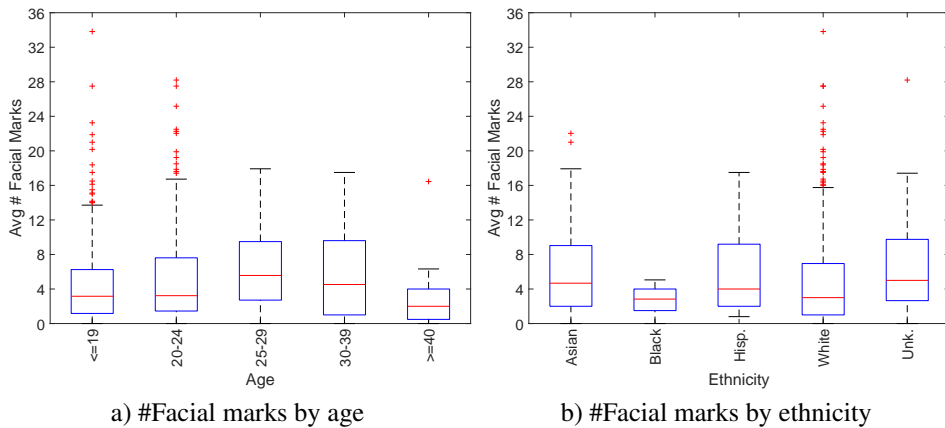 36
32
28
24
20
16
12
8
4
0
Avg # Facial Marks
<=19
20-24
25-29
30-39
>=40
Age
a) #Facial marks by age
36
32
28
24
20
16
12
8
4
0
Avg # Facial Marks
Asian
Black
Hisp.
White
Unk.
Ethnicity
b) #Facial marks by ethnicity